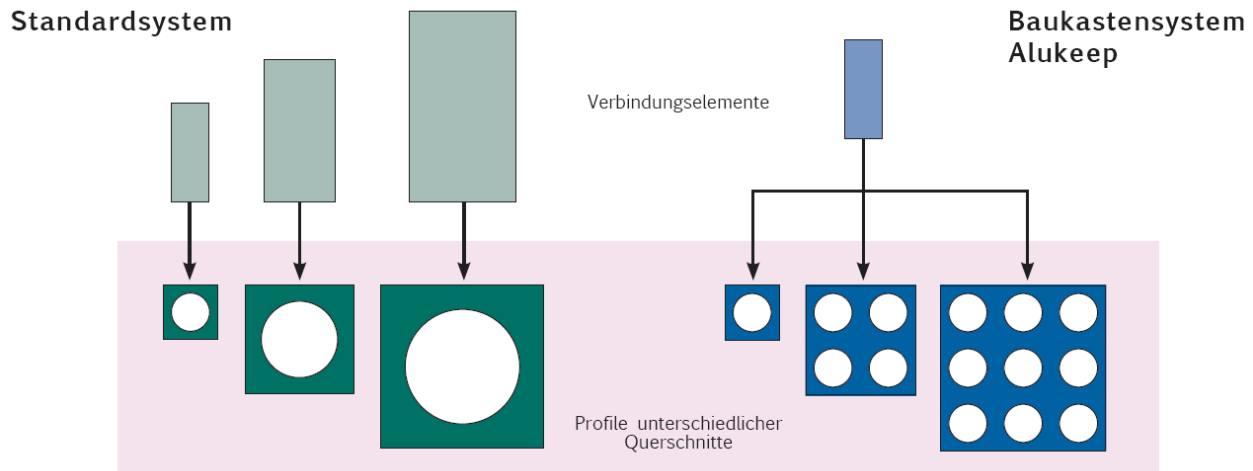 Standardsystem
Baukastensystem
Alukeep
Verbindungselemente
Profile unterschiedlicher
Querschnitte